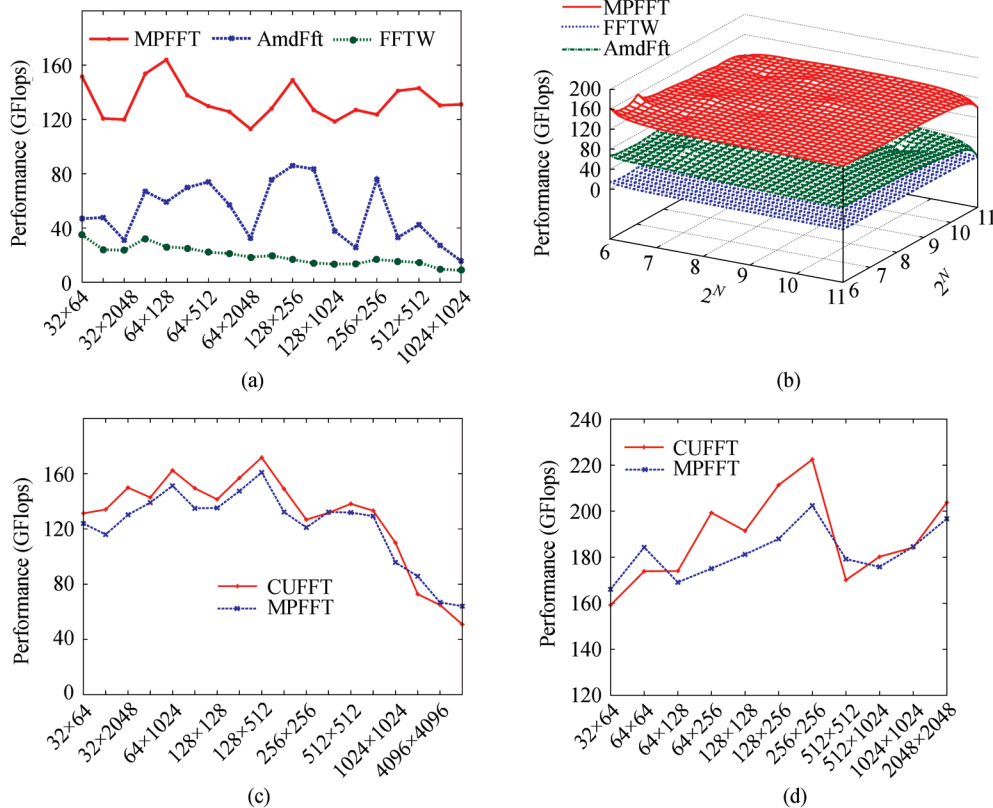 (a)
MPFFT AmdFft FFTW
Performance (GFlops)
160
120
80
40
0
32×64
32×2048
64×128
64×512
64×2048
128×256
128×1024
256×256
512×512
1024×1024
(b)
MPFFT
FFTW
AmdFft
Performance (GFlops)
200
160
120
80
40
0
6 7 8 9 10 11
2^N
6 7 8 9 10 11
2^N
(c)
CUFFT
MPFFT
Performance (GFlops)
160
120
80
40
0
32×64
32×2048
64×1024
128×128
128×512
256×256
512×512
1024×1024
4096×4096
(d)
CUFFT
MPFFT
Performance (GFlops)
240
220
200
180
160
140
120
32×64
64×64
64×128
64×256
128×128
128×256
256×256
512×512
512×1024
1024×1024
2048×2048